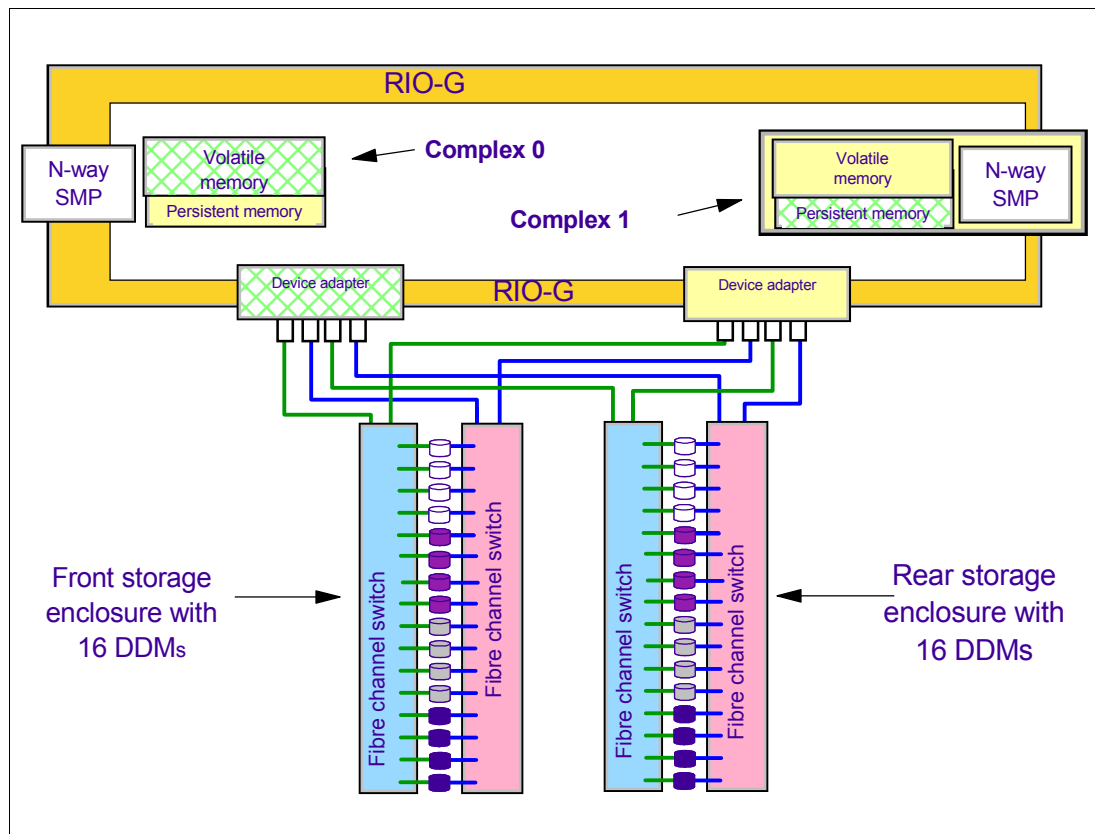 RIO-G
N-way
SMP
Volatile
memory
Persistent memory
Complex 0
Complex 1
Volatile
memory
Persistent memory
N-way
SMP
Device adapter
RIO-G
Device adapter
Front storage
enclosure with
16 DDMs
Fibre channel switch
Fibre channel switch
Fibre channel switch
Fibre channel switch
Rear storage
enclosure with
16 DDMs